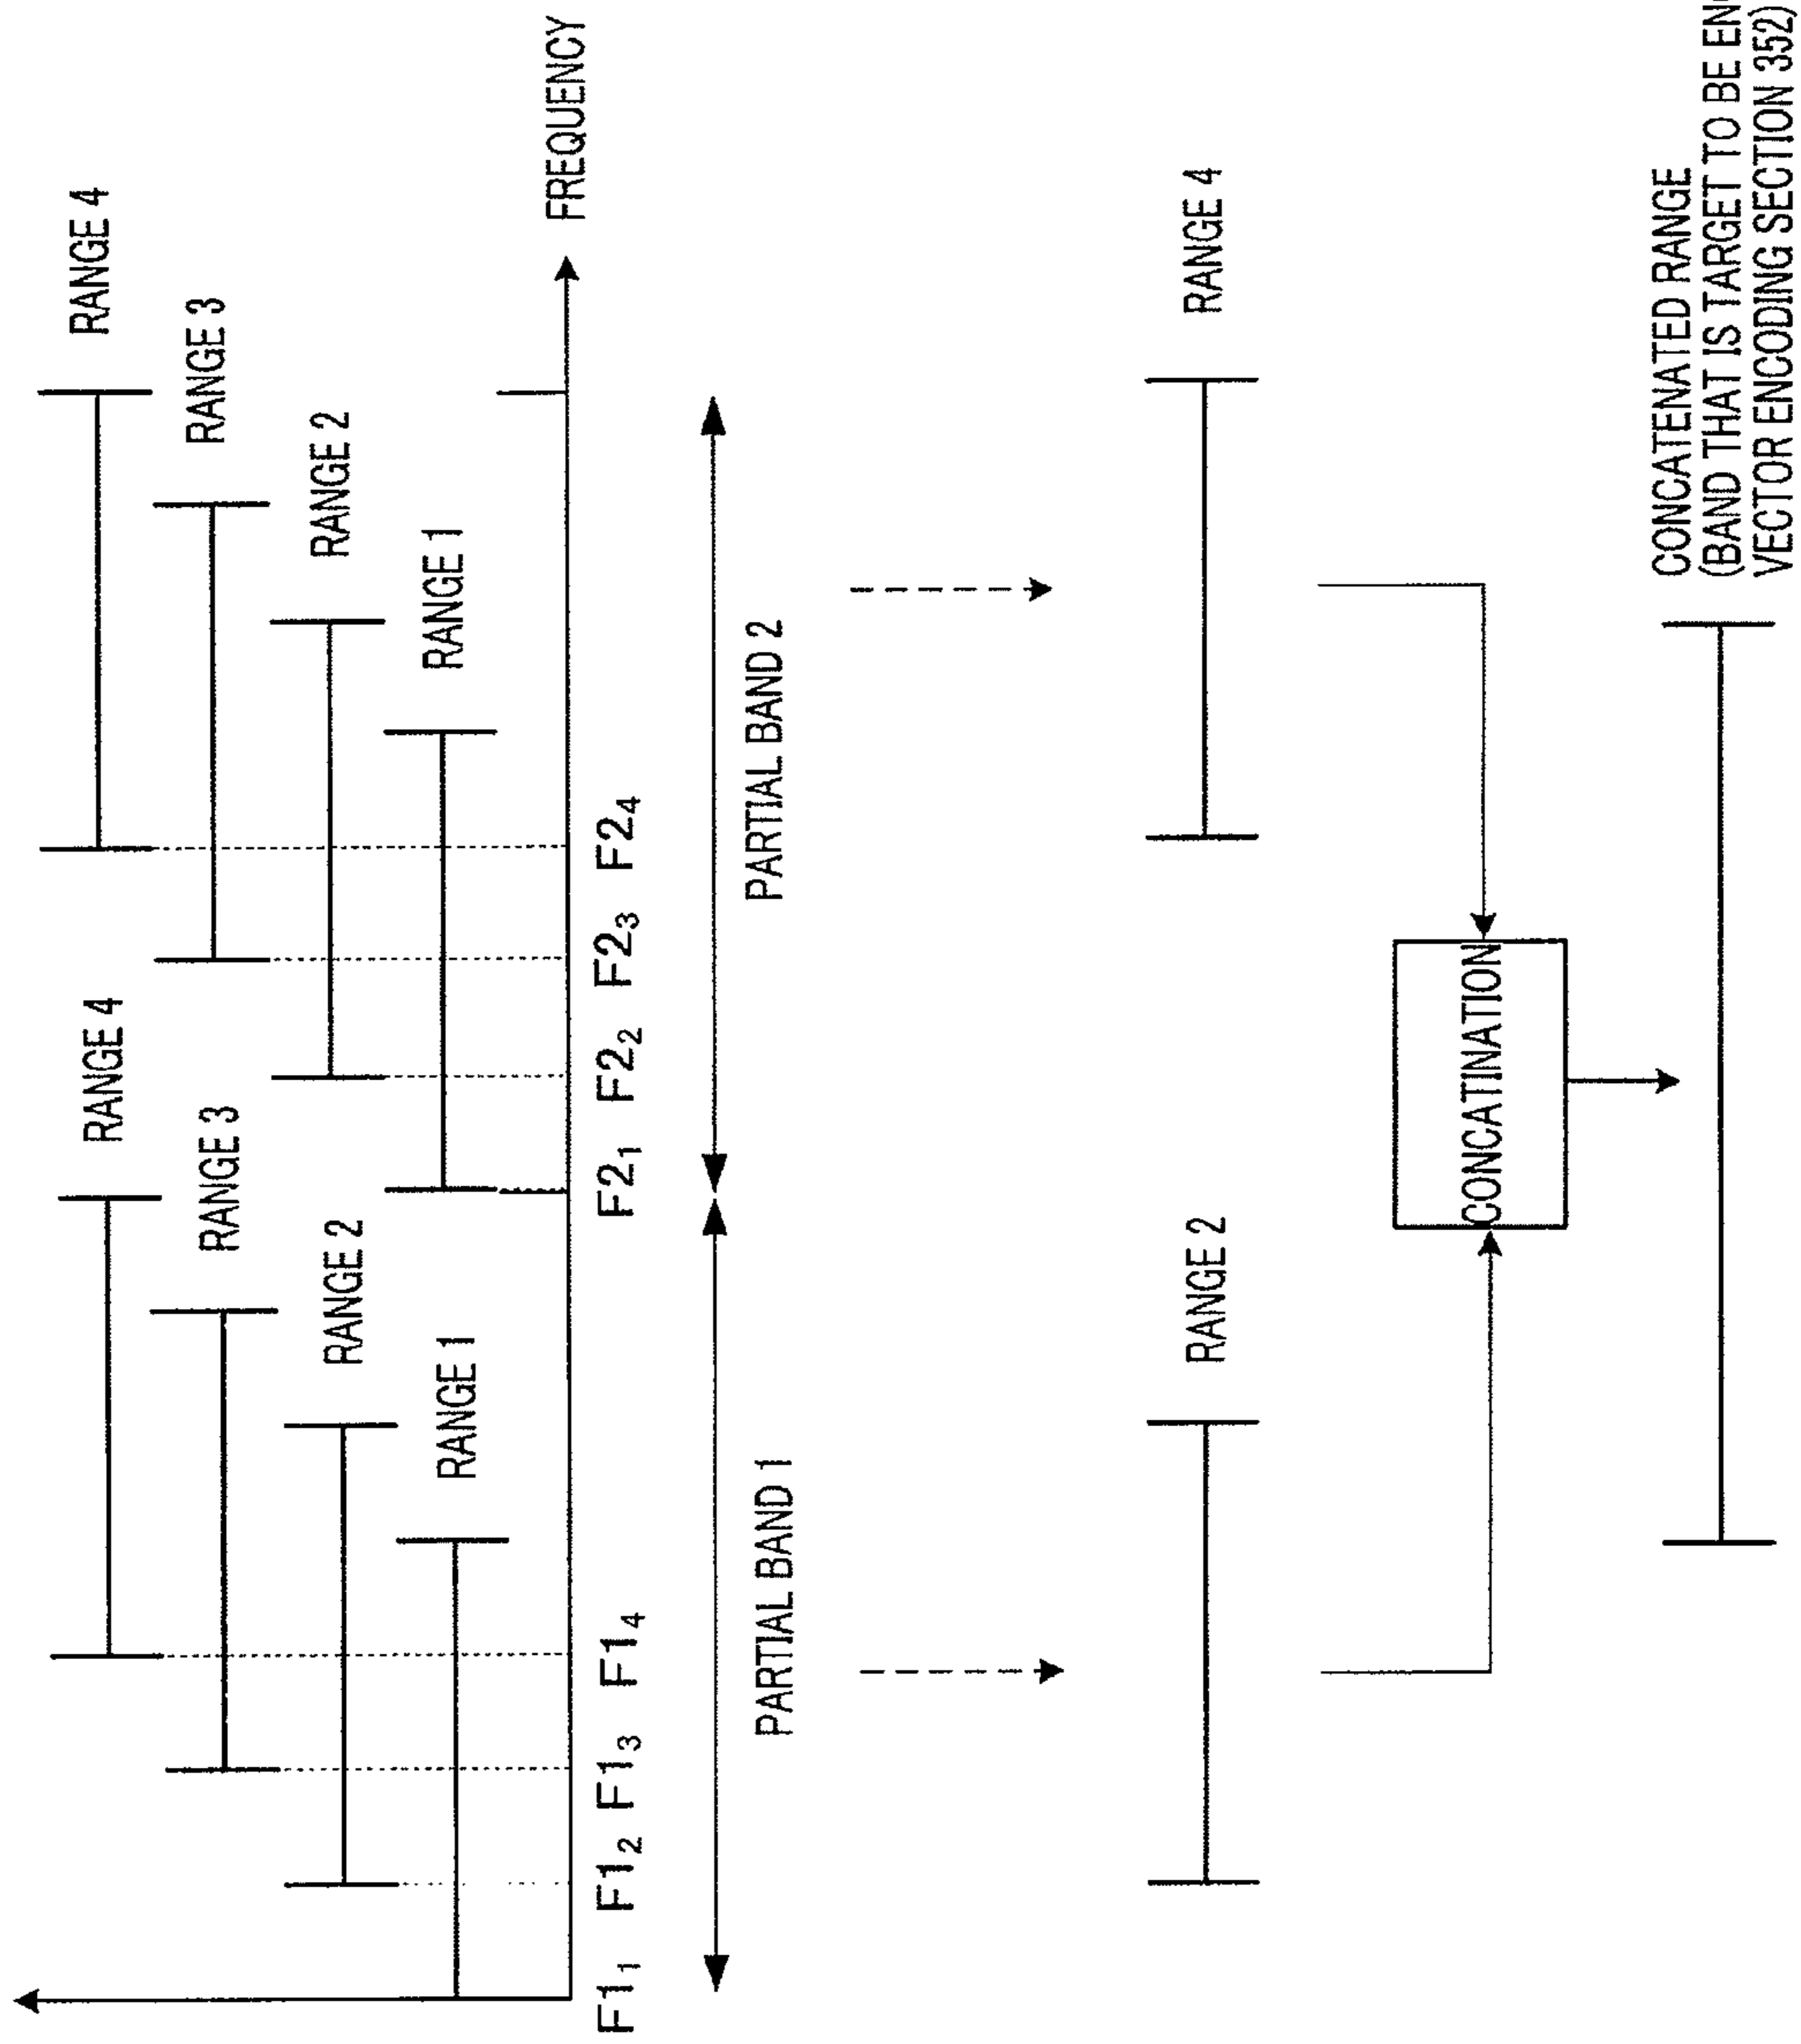 RANGE 4
RANGE 4
RANGE 3
RANGE 3
RANGE 2
RANGE 2
RANGE 1
RANGE 1
FREQUENCY
F1₁ F1₂ F1₃ F1₄ F2₁ F2₂ F2₃ F2₄
PARTIAL BAND 1
PARTIAL BAND 2
RANGE 2
RANGE 4
CONCATINATION
CONCATENATED RANGE
(BAND THAT IS TARGET TO BE
VECTOR ENCODING SECTION 352)